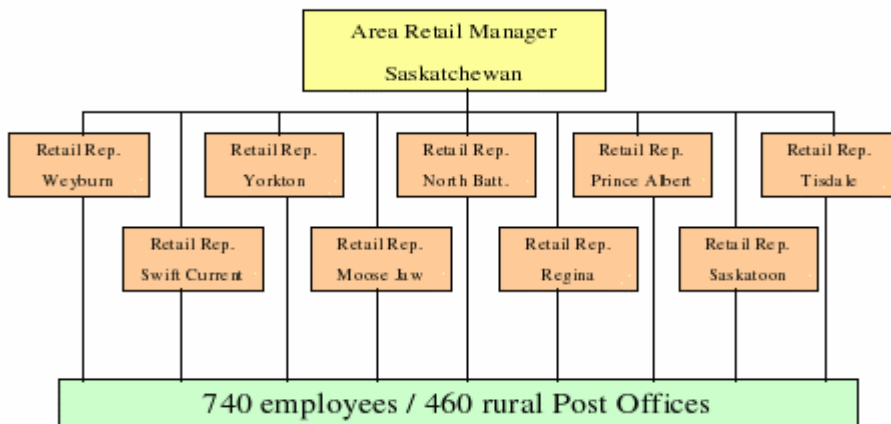 Area Retail Manager
Saskatchewan
Retail Rep.
Weyburn
Retail Rep.
Yorkton
Retail Rep.
North Batt.
Retail Rep.
Prince Albert
Retail Rep.
Tisdale
Retail Rep.
Swift Current
Retail Rep.
Moose Jaw
Retail Rep.
Regina
Retail Rep.
Saskatoon
740 employees / 460 rural Post Offices